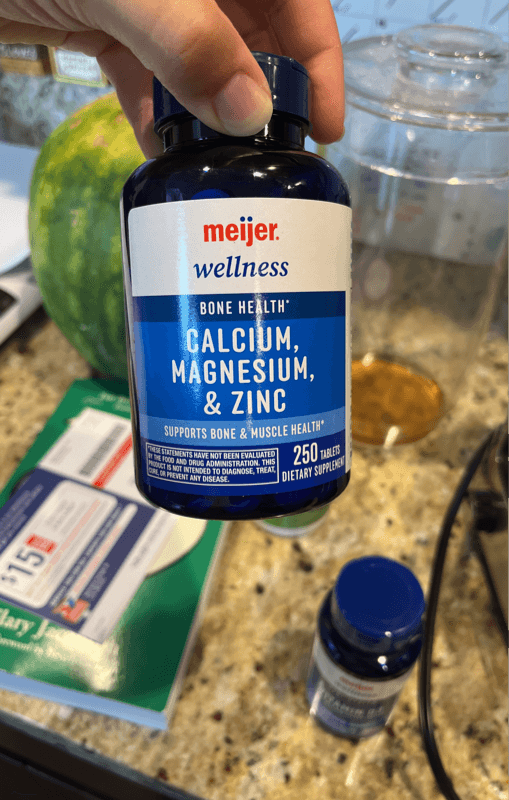 meijer.
wellness
BONE HEALTH*
CALCIUM,
MAGNESIUM,
& ZINC
SUPPORTS BONE & MUSCLE HEALTH*
*THESE STATEMENTS HAVE NOT BEEN EVALUATED
BY THE FOOD AND DRUG ADMINISTRATION. THIS
PRODUCT IS NOT INTENDED TO DIAGNOSE, TREAT,
CURE, OR PREVENT ANY DISEASE.
250 TABLETS
DIETARY SUPPLEMENT
$15